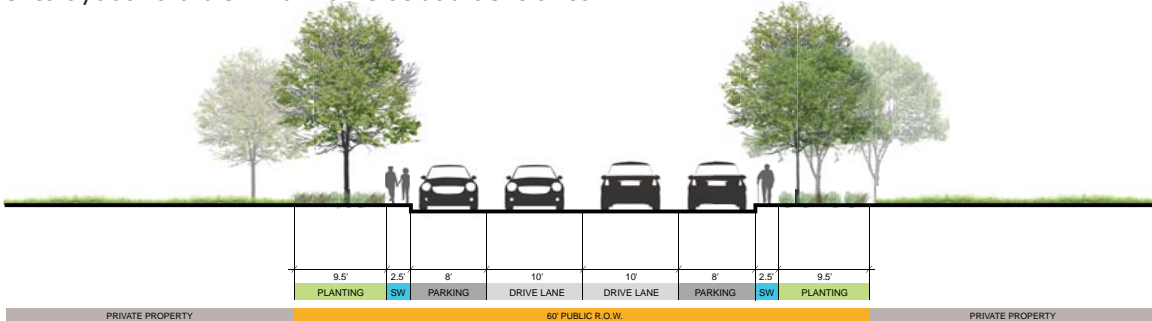 9.5' 2.5' 8' 10' 10' 8' 2.5' 9.5'
PLANTING SW PARKING DRIVE LANE DRIVE LANE PARKING SW PLANTING
PRIVATE PROPERTY 60' PUBLIC R.O.W. PRIVATE PROPERTY